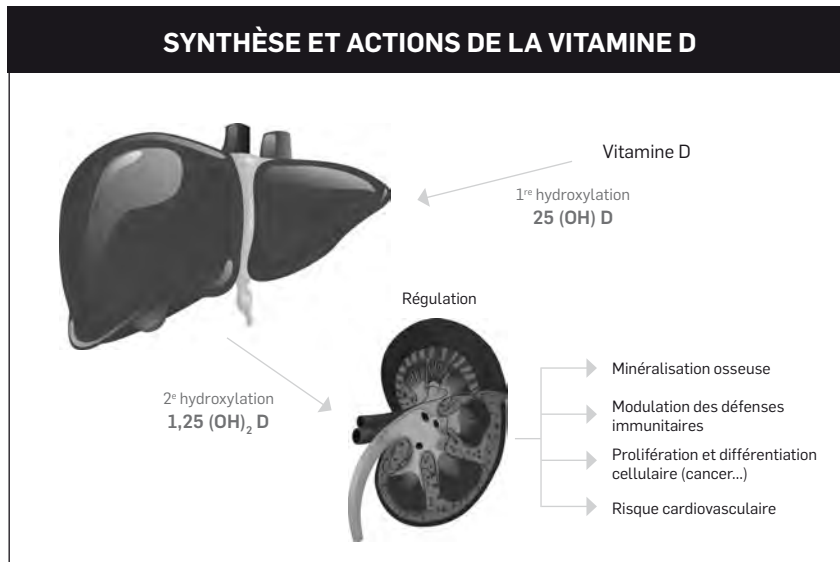 SYNTHÈSE ET ACTIONS DE LA VITAMINE D
Vitamine D
1re hydroxylation
25 (OH) D
Régulation
2e hydroxylation
1,25 (OH)2 D
Minéralisation osseuse
Modulation des défenses
immunitaires
Prolifération et différentiation
cellulaire (cancer...)
Risque cardiovasculaire